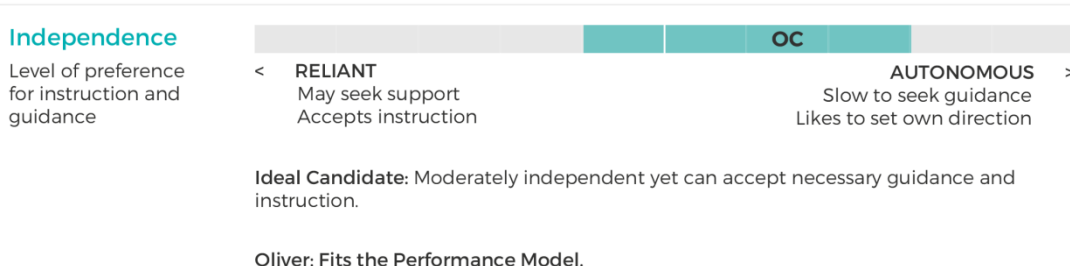 Independence
OC
Level of preference
for instruction and
guidance
< RELIANT
May seek support
Accepts instruction
AUTONOMOUS >
Slow to seek guidance
Likes to set own direction
Ideal Candidate: Moderately independent yet can accept necessary guidance and
instruction.
Oliver: Fits the Performance Model.